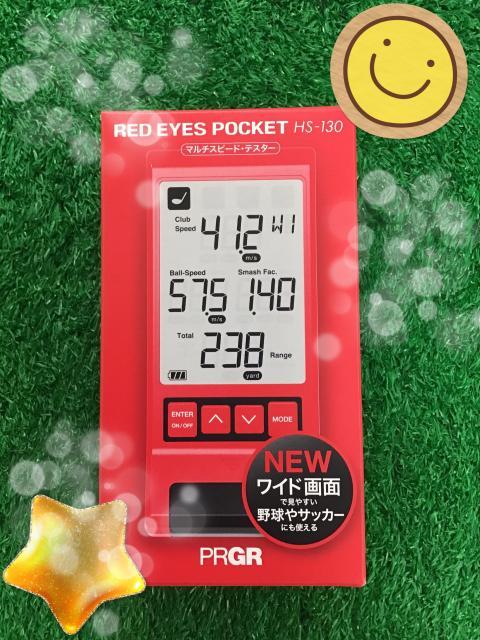 RED EYES POCKET HS-130
マルチスピード・テスター
Club Speed 41.2 W1
m/s
Ball-Speed Smash Fac.
57.5 1.40
m/s
Total 238 Range
yard
ENTER ON/OFF MODE
NEW
ワイド画面
で見やすい
野球やサッカー
にも使える
PRGR